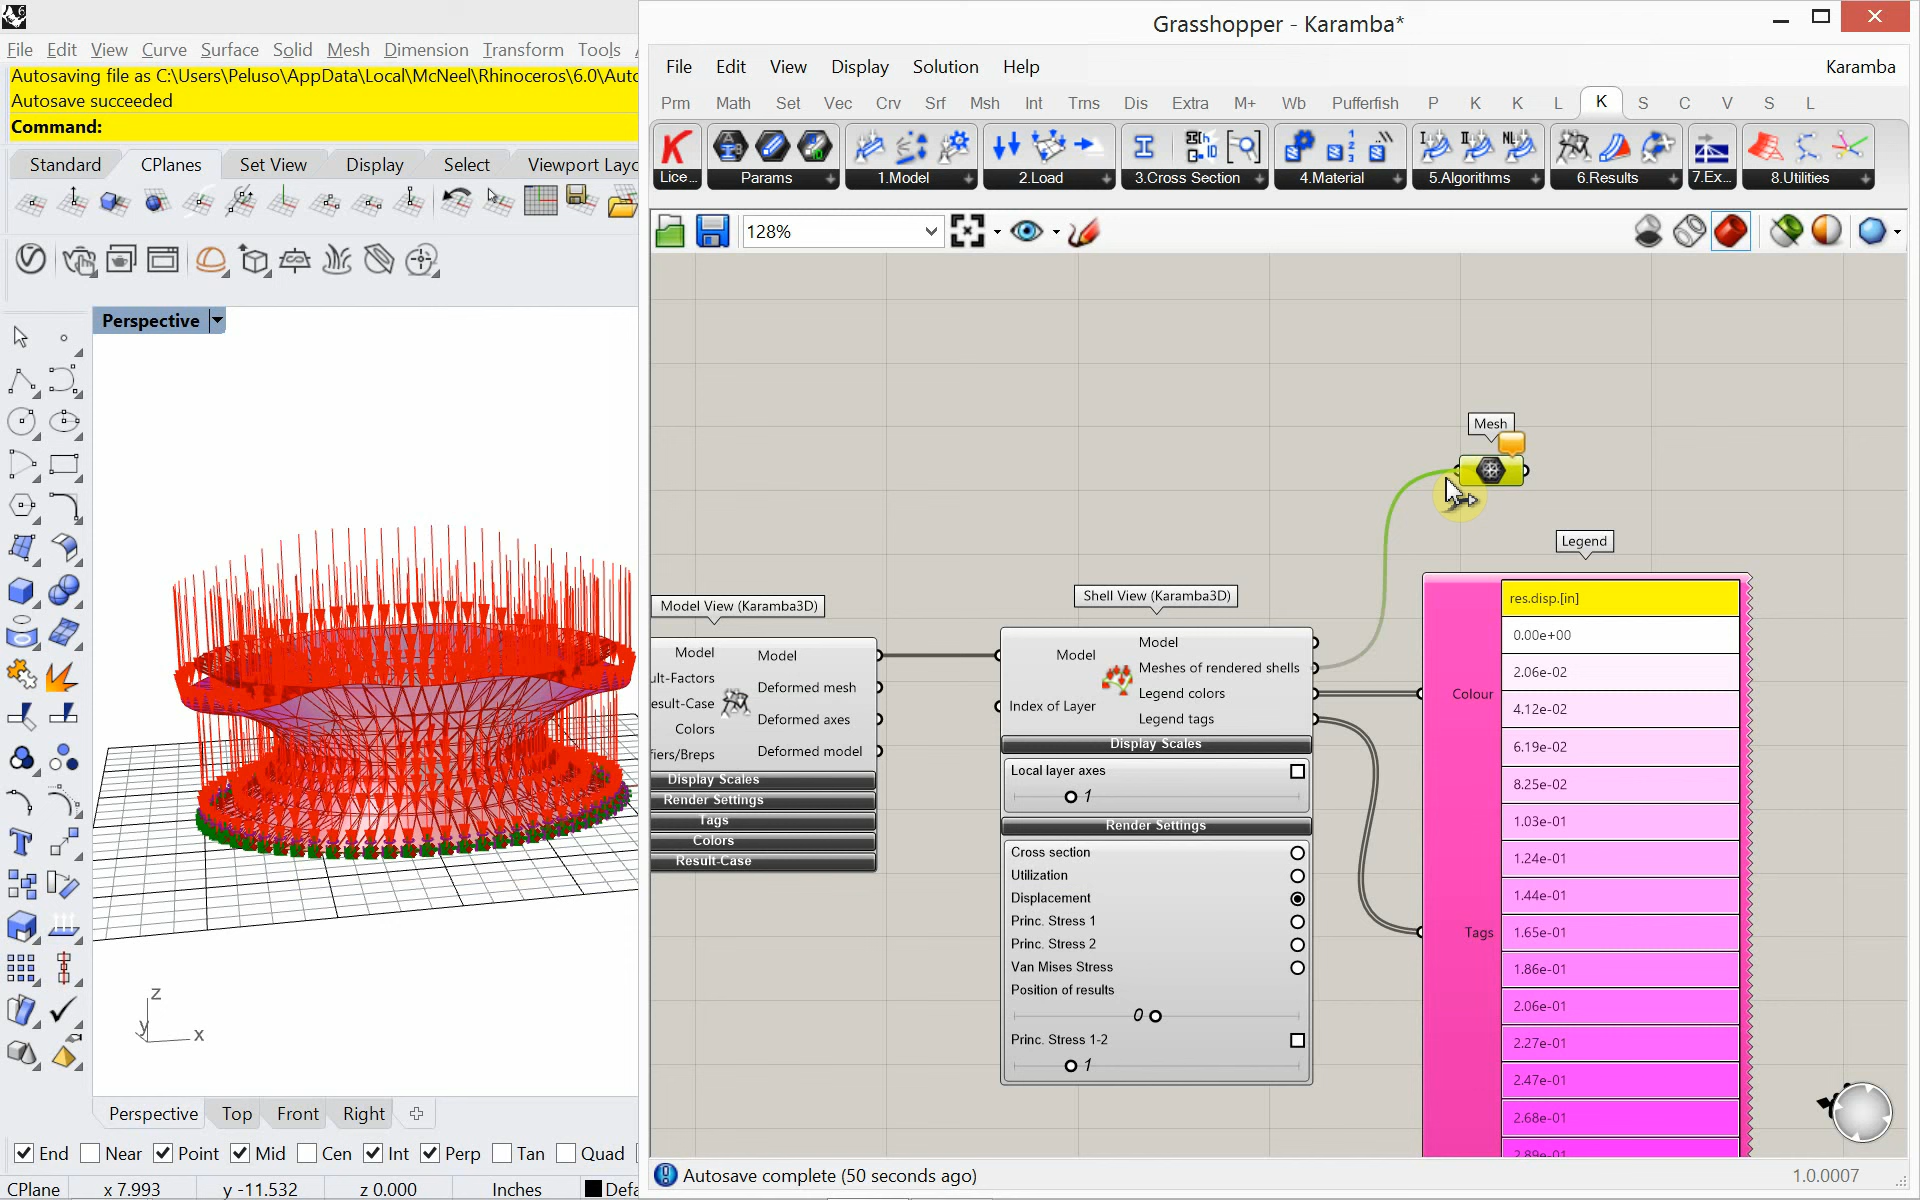 Grasshopper - Karamba*
File Edit View Curve Surface Solid Mesh Dimension Transform Tools
Autosaving file as C:\Users\Peluso\AppData\Local\McNeel\Rhinoceros\6.0\Auto
Autosave succeeded
Command:
Standard CPlanes Set View Display Select Viewport Layo
Perspective
z
y
x
Perspective Top Front Right
End Near Point Mid Cen Int Perp Tan Quad
CPlane x 7.993 y -11.532 z 0.000 Inches Defa
File Edit View Display Solution Help Karamba
Prm Math Set Vec Crv Srf Msh Int Trns Dis Extra M+ Wb Pufferfish P K K L K S C V S L
Lice... Params 1.Model 2.Load 3.Cross Section 4.Material 5.Algorithms 6.Results 7.Ex... 8.Utilities
128%
Mesh
Legend
Model View (Karamba3D)
Model
ult-Factors
esult-Case
Colors
fiers/Breps
Model
Deformed mesh
Deformed axes
Deformed model
Display Scales
Render Settings
Tags
Colors
Result-Case
Shell View (Karamba3D)
Model
Index of Layer
Model
Meshes of rendered shells
Legend colors
Legend tags
Display Scales
Local layer axes
1
Render Settings
Cross section
Utilization
Displacement
Princ. Stress 1
Princ. Stress 2
Van Mises Stress
Position of results
0
Princ. Stress 1-2
1
Colour
Tags
res.disp.[in]
0.00e+00
2.06e-02
4.12e-02
6.19e-02
8.25e-02
1.03e-01
1.24e-01
1.44e-01
1.65e-01
1.86e-01
2.06e-01
2.27e-01
2.47e-01
2.68e-01
2.89e-01
Autosave complete (50 seconds ago)
1.0.0007